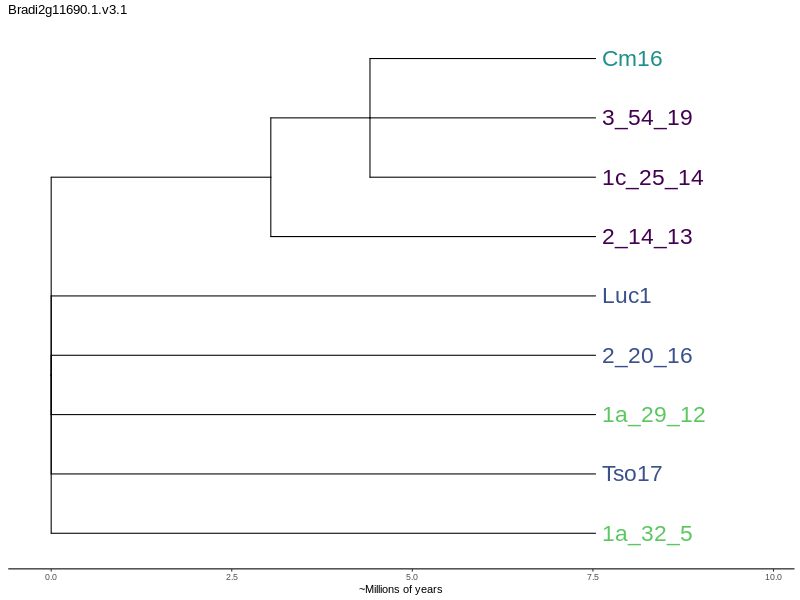 Bradi2g11690.1.v3.1
Cm16
3_54_19
1c_25_14
2_14_13
Luc1
2_20_16
1a_29_12
Tso17
1a_32_5
0.0 2.5 5.0 7.5 10.0
~Millions of years